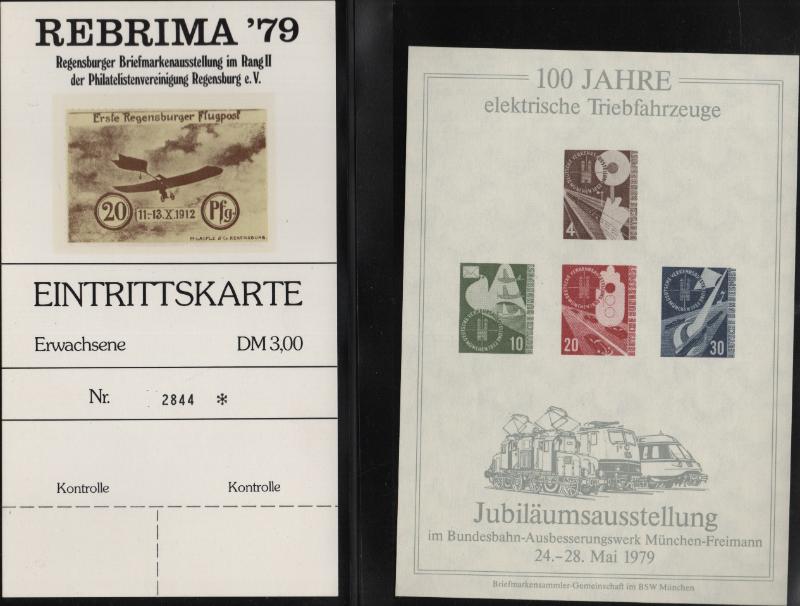 REBRIMA '79
Regensburger Briefmarkenausstellung im Rang II
der Philatelistenvereinigung Regensburg e.V.
Erste Regensburger Flugpost
20
11.-13.X.1912
Pfg.
EINTRITTSKARTE
Erwachsene DM 3,00
Nr. 2844 *
Kontrolle Kontrolle
100 JAHRE
elektrische Triebfahrzeuge
4
10
20
30
Jubiläumsausstellung
im Bundesbahn-Ausbesserungswerk München-Freimann
24.-28. Mai 1979
Briefmarkensammler-Gemeinschaft im BSW München